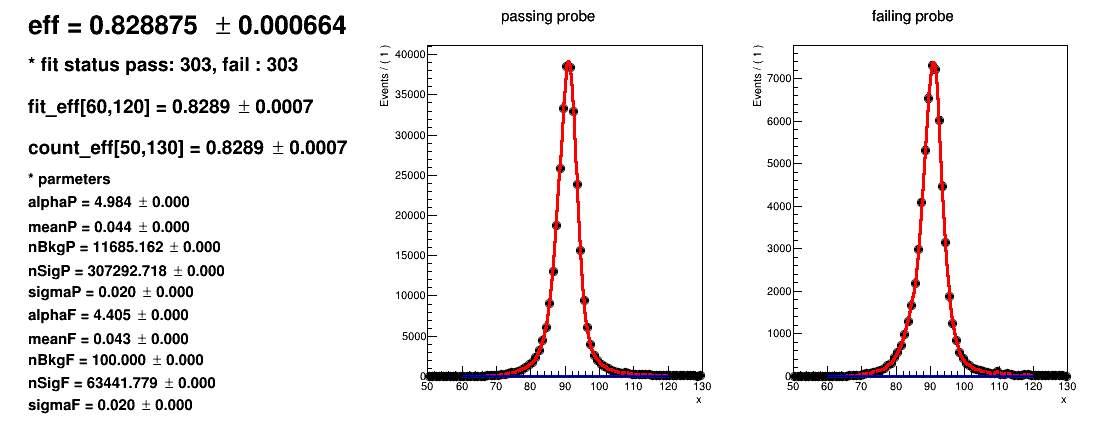 eff = 0.828875 ± 0.000664
* fit status pass: 303, fail : 303
fit_eff[60,120] = 0.8289 ± 0.0007
count_eff[50,130] = 0.8289 ± 0.0007
* parmeters
alphaP = 4.984 ± 0.000
meanP = 0.044 ± 0.000
nBkgP = 11685.162 ± 0.000
nSigP = 307292.718 ± 0.000
sigmaP = 0.020 ± 0.000
alphaF = 4.405 ± 0.000
meanF = 0.043 ± 0.000
nBkgF = 100.000 ± 0.000
nSigF = 63441.779 ± 0.000
sigmaF = 0.020 ± 0.000
passing probe
Events / ( 1 )
40000
35000
30000
25000
20000
15000
10000
5000
0
50 60 70 80 90 100 110 120 130
x
failing probe
Events / ( 1 )
7000
6000
5000
4000
3000
2000
1000
0
50 60 70 80 90 100 110 120 130
x